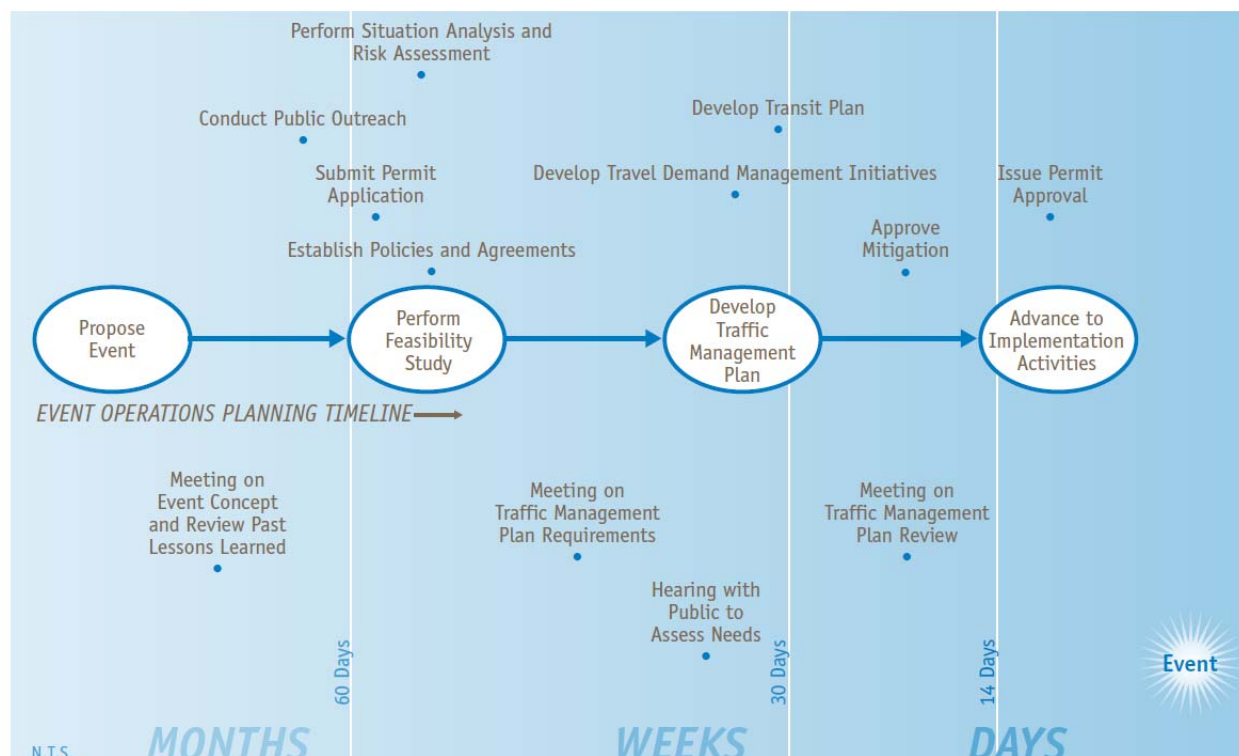 Perform Situation Analysis and
Risk Assessment
Conduct Public Outreach
Develop Transit Plan
Submit Permit
Application
Develop Travel Demand Management Initiatives
Issue Permit
Approval
Approve
Mitigation
Establish Policies and Agreements
Propose
Event
Perform
Feasibility
Study
Develop
Traffic
Management
Plan
Advance to
Implementation
Activities
EVENT OPERATIONS PLANNING TIMELINE
Meeting on
Event Concept
and Review Past
Lessons Learned
Meeting on
Traffic Management
Plan Requirements
Meeting on
Traffic Management
Plan Review
Hearing with
Public to
Assess Needs
60 Days
30 Days
14 Days
Event
N.T.S.
MONTHS
WEEKS
DAYS